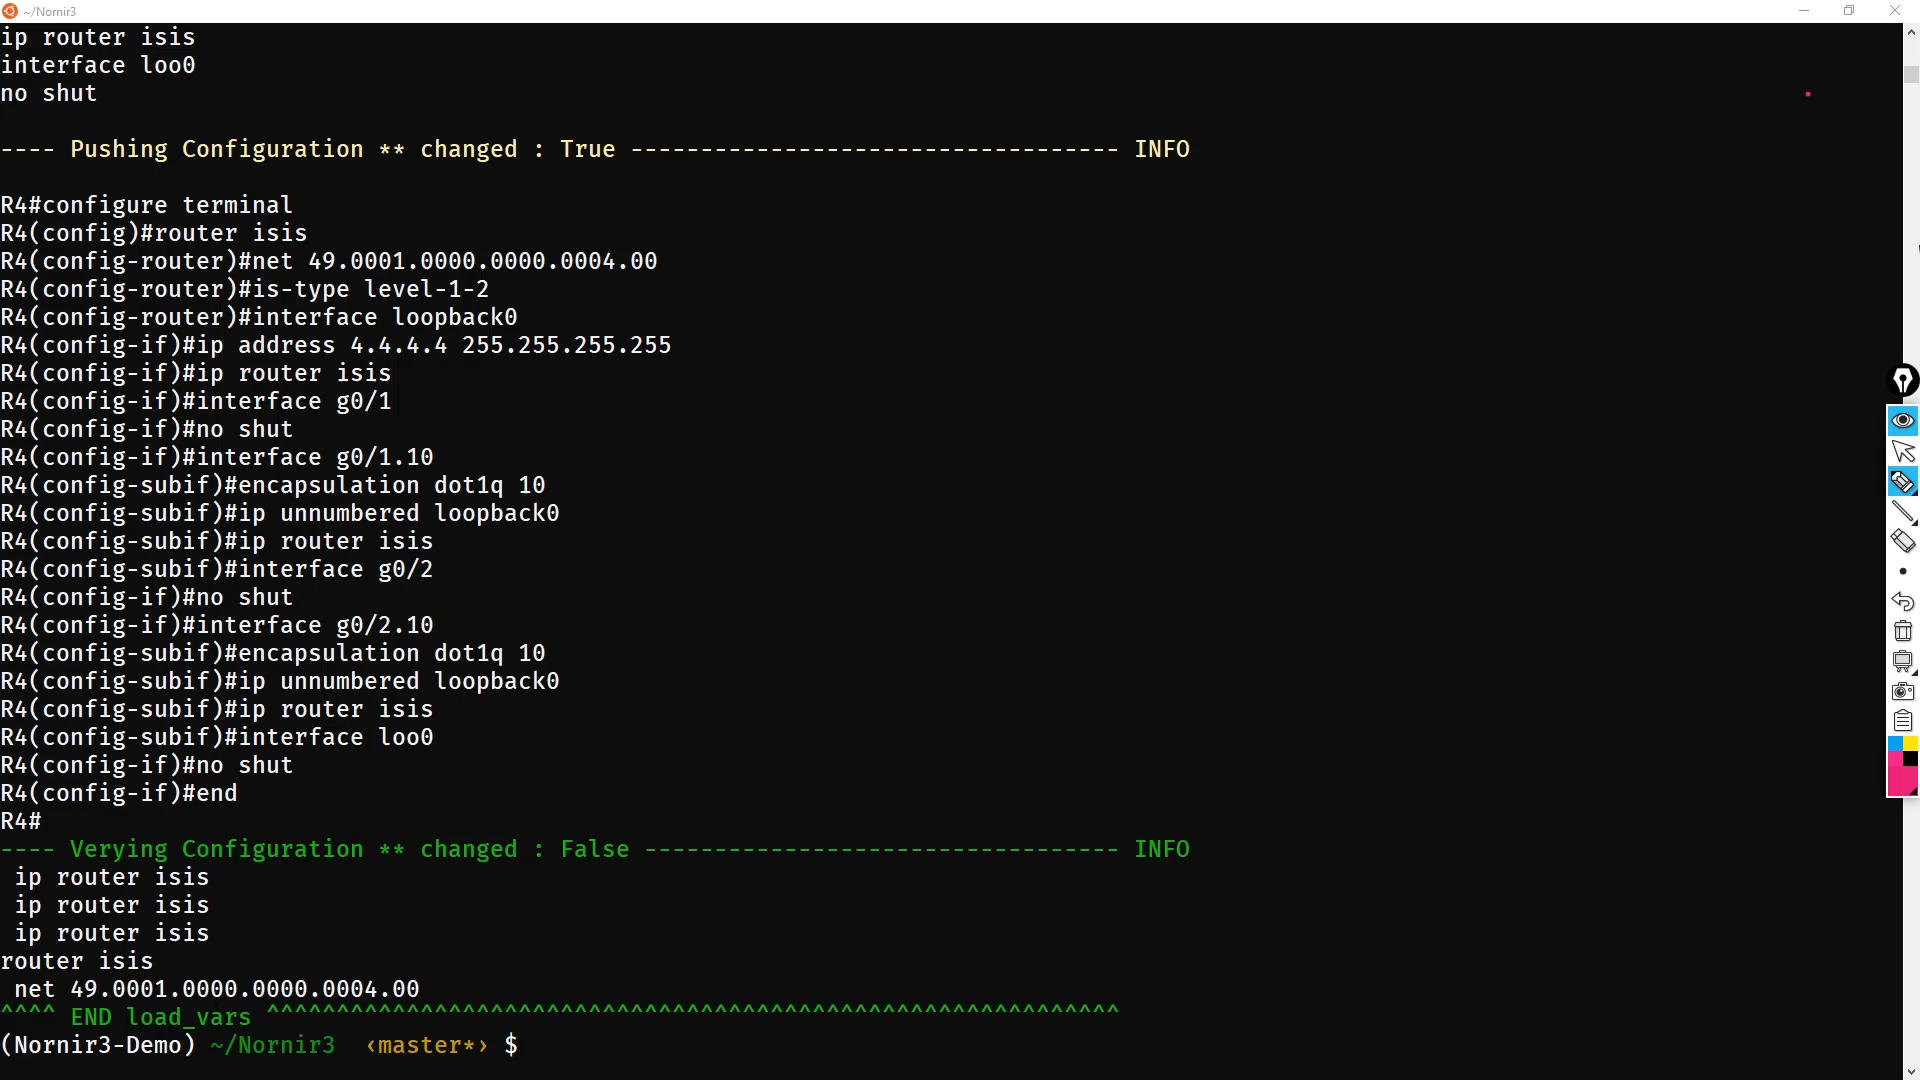 ~/Nornir3
ip router isis
interface loo0
no shut
---- Pushing Configuration ** changed : True ----------------------------------- INFO
R4#configure terminal
R4(config)#router isis
R4(config-router)#net 49.0001.0000.0000.0004.00
R4(config-router)#is-type level-1-2
R4(config-router)#interface loopback0
R4(config-if)#ip address 4.4.4.4 255.255.255.255
R4(config-if)#ip router isis
R4(config-if)#interface g0/1
R4(config-if)#no shut
R4(config-if)#interface g0/1.10
R4(config-subif)#encapsulation dot1q 10
R4(config-subif)#ip unnumbered loopback0
R4(config-subif)#ip router isis
R4(config-subif)#interface g0/2
R4(config-if)#no shut
R4(config-if)#interface g0/2.10
R4(config-subif)#encapsulation dot1q 10
R4(config-subif)#ip unnumbered loopback0
R4(config-subif)#ip router isis
R4(config-subif)#interface loo0
R4(config-if)#no shut
R4(config-if)#end
R4#
---- Verying Configuration ** changed : False ---------------------------------- INFO
ip router isis
ip router isis
ip router isis
router isis
net 49.0001.0000.0000.0004.00
^^^^ END load_vars ^^^^^^^^^^^^^^^^^^^^^^^^^^^^^^^^^^^^^^^^^^^^^^^^^^^^^^^^^^^^^
(Nornir3-Demo) ~/Nornir3 ‹master*› $